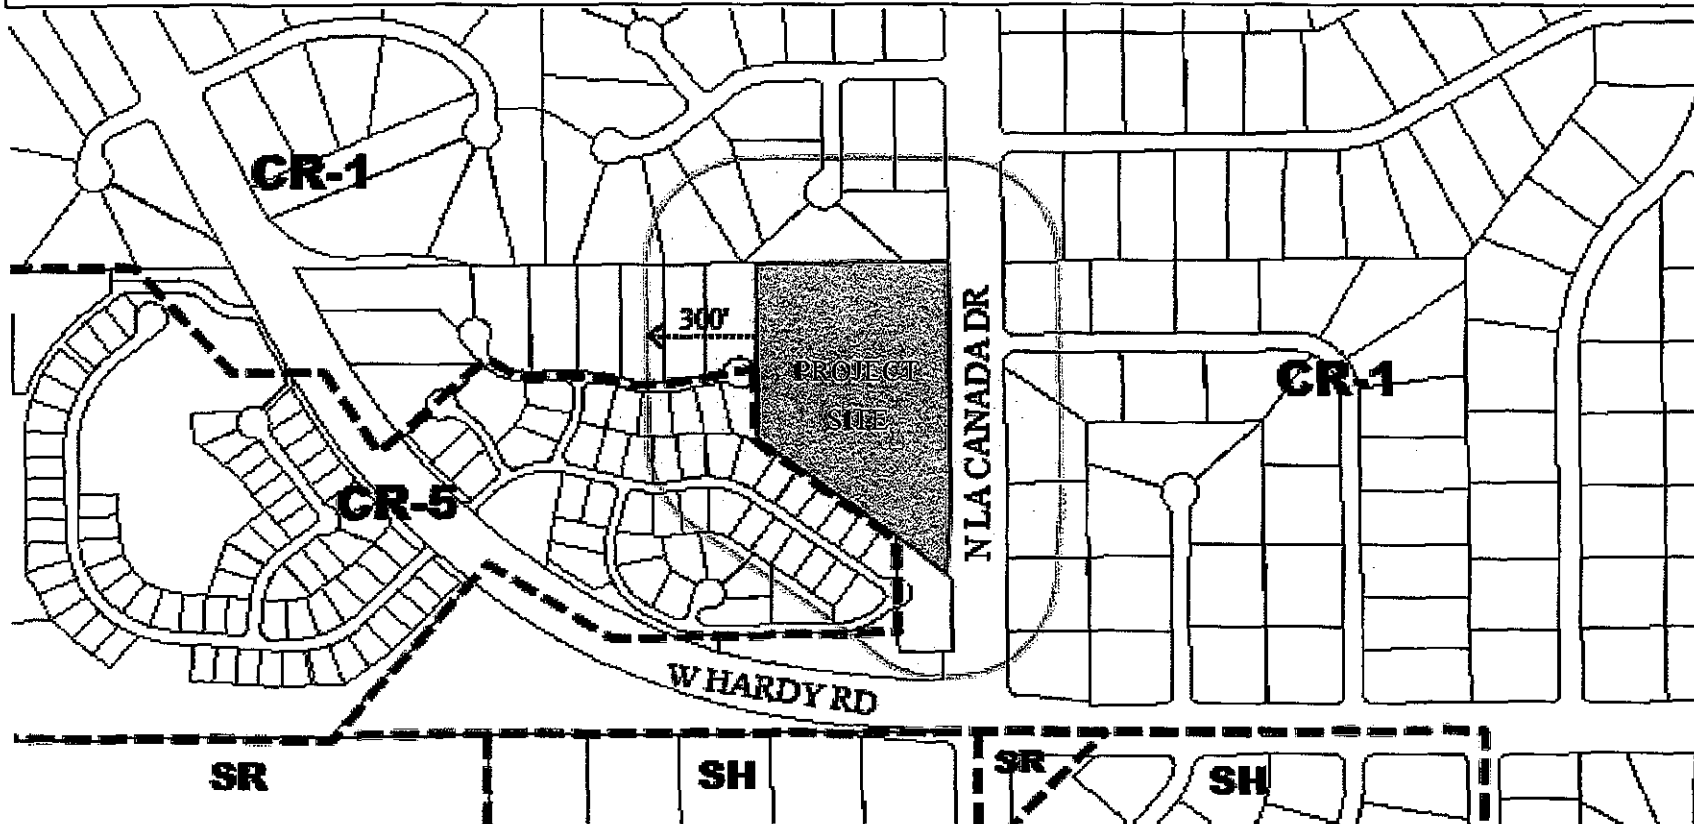 CR-1
300'
PROJECT
SITE
N LA CANADA DR
CR-1
CR-5
W HARDY RD
SR
SH
SR
SH